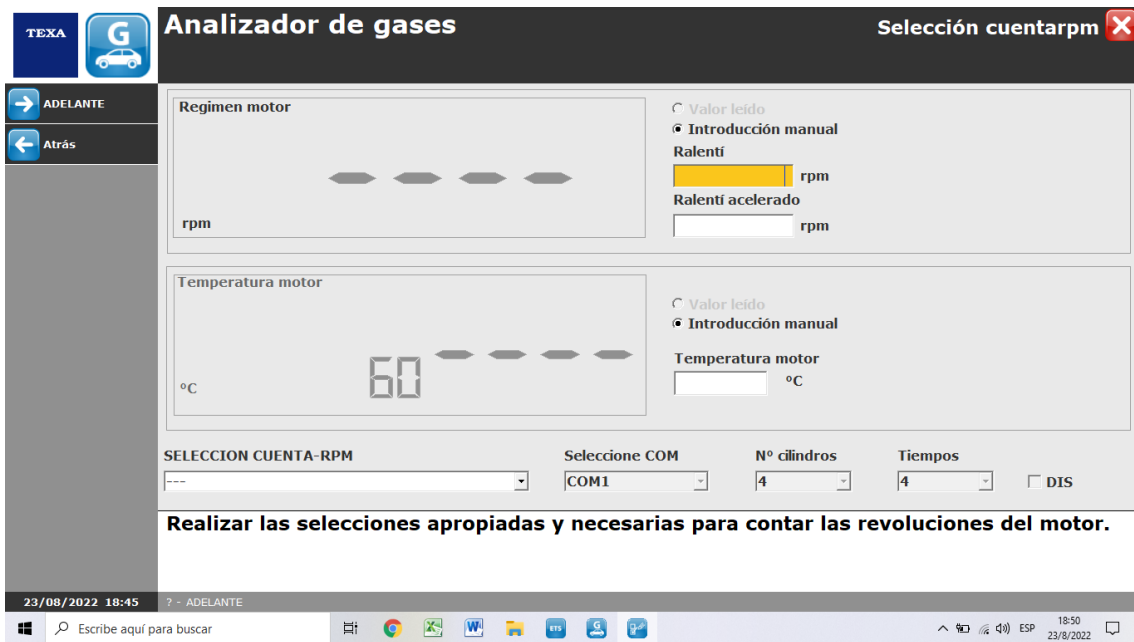 TEXA
G
Analizador de gases
Selección cuentarpm
ADELANTE
Atrás
Regimen motor
rpm
Valor leído
Introducción manual
Ralentí
rpm
Ralentí acelerado
rpm
Temperatura motor
60
ºC
Valor leído
Introducción manual
Temperatura motor
ºC
SELECCION CUENTA-RPM
---
Seleccione COM
COM1
Nº cilindros
4
Tiempos
4
DIS
Realizar las selecciones apropiadas y necesarias para contar las revoluciones del motor.
23/08/2022 18:45
? - ADELANTE
Escribe aquí para buscar
ETS
G
ESP
18:50
23/8/2022